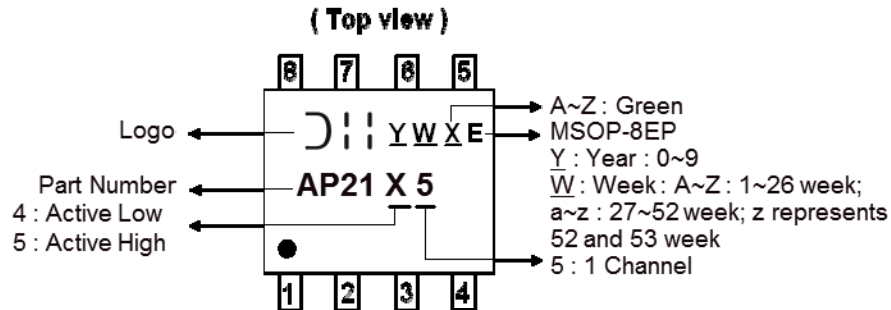 ( Top view )
8 7 6 5
Logo
Y W X E
A~Z : Green
MSOP-8EP
Y : Year : 0~9
W : Week : A~Z : 1~26 week;
a~z : 27~52 week; z represents
52 and 53 week
5 : 1 Channel
Part Number
4 : Active Low
5 : Active High
AP21 X 5
1 2 3 4